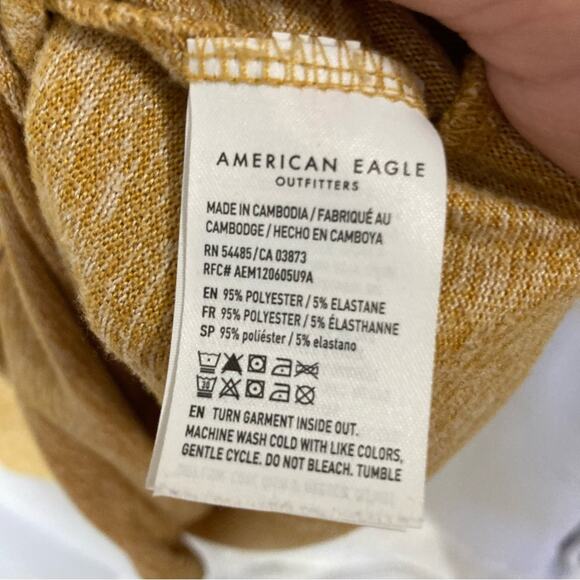 AMERICAN EAGLE
OUTFITTERS
MADE IN CAMBODIA / FABRIQUÉ AU
CAMBODGE / HECHO EN CAMBOYA
RN 54485/CA 03873
RFC# AEM120605U9A
EN 95% POLYESTER / 5% ELASTANE
FR 95% POLYESTER / 5% ÉLASTHANNE
SP 95% poliéster / 5% elastano
30
EN TURN GARMENT INSIDE OUT.
MACHINE WASH COLD WITH LIKE COLORS,
GENTLE CYCLE. DO NOT BLEACH. TUMBLE